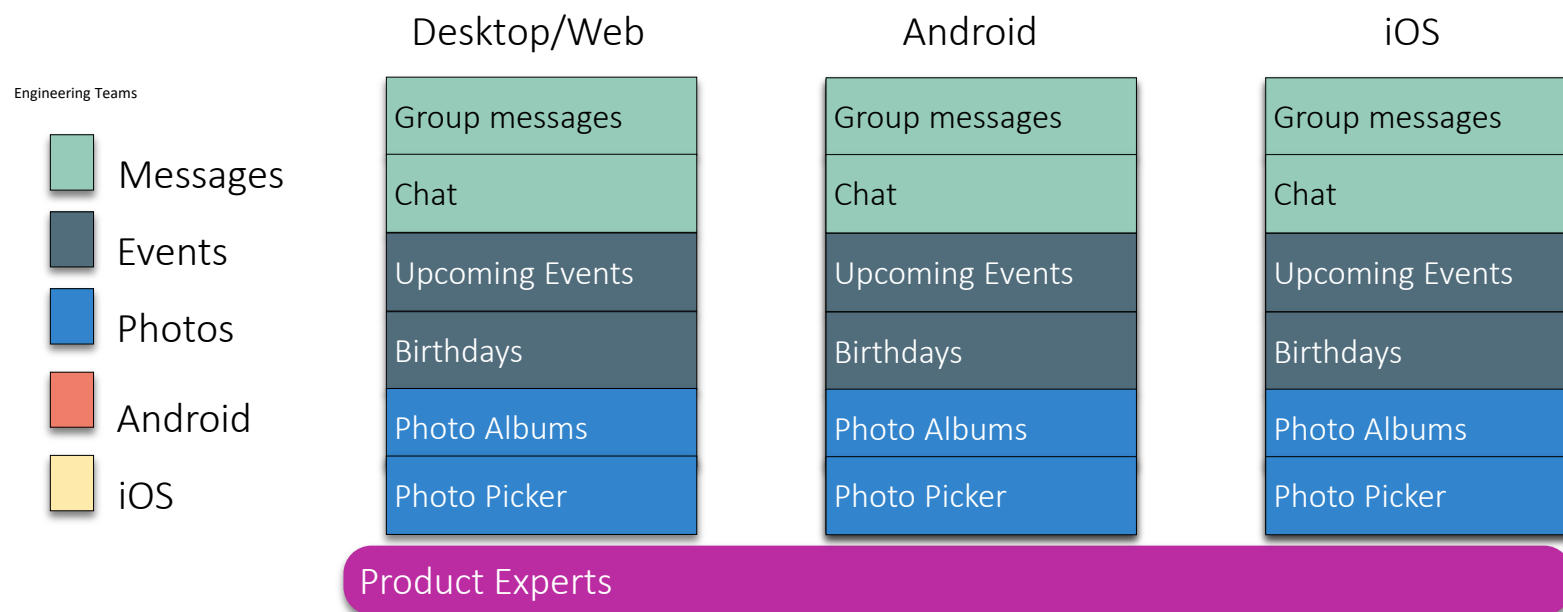 Desktop/Web
Android
iOS
Engineering Teams
Messages
Events
Photos
Android
iOS
Group messages
Chat
Upcoming Events
Birthdays
Photo Albums
Photo Picker
Group messages
Chat
Upcoming Events
Birthdays
Photo Albums
Photo Picker
Group messages
Chat
Upcoming Events
Birthdays
Photo Albums
Photo Picker
Product Experts